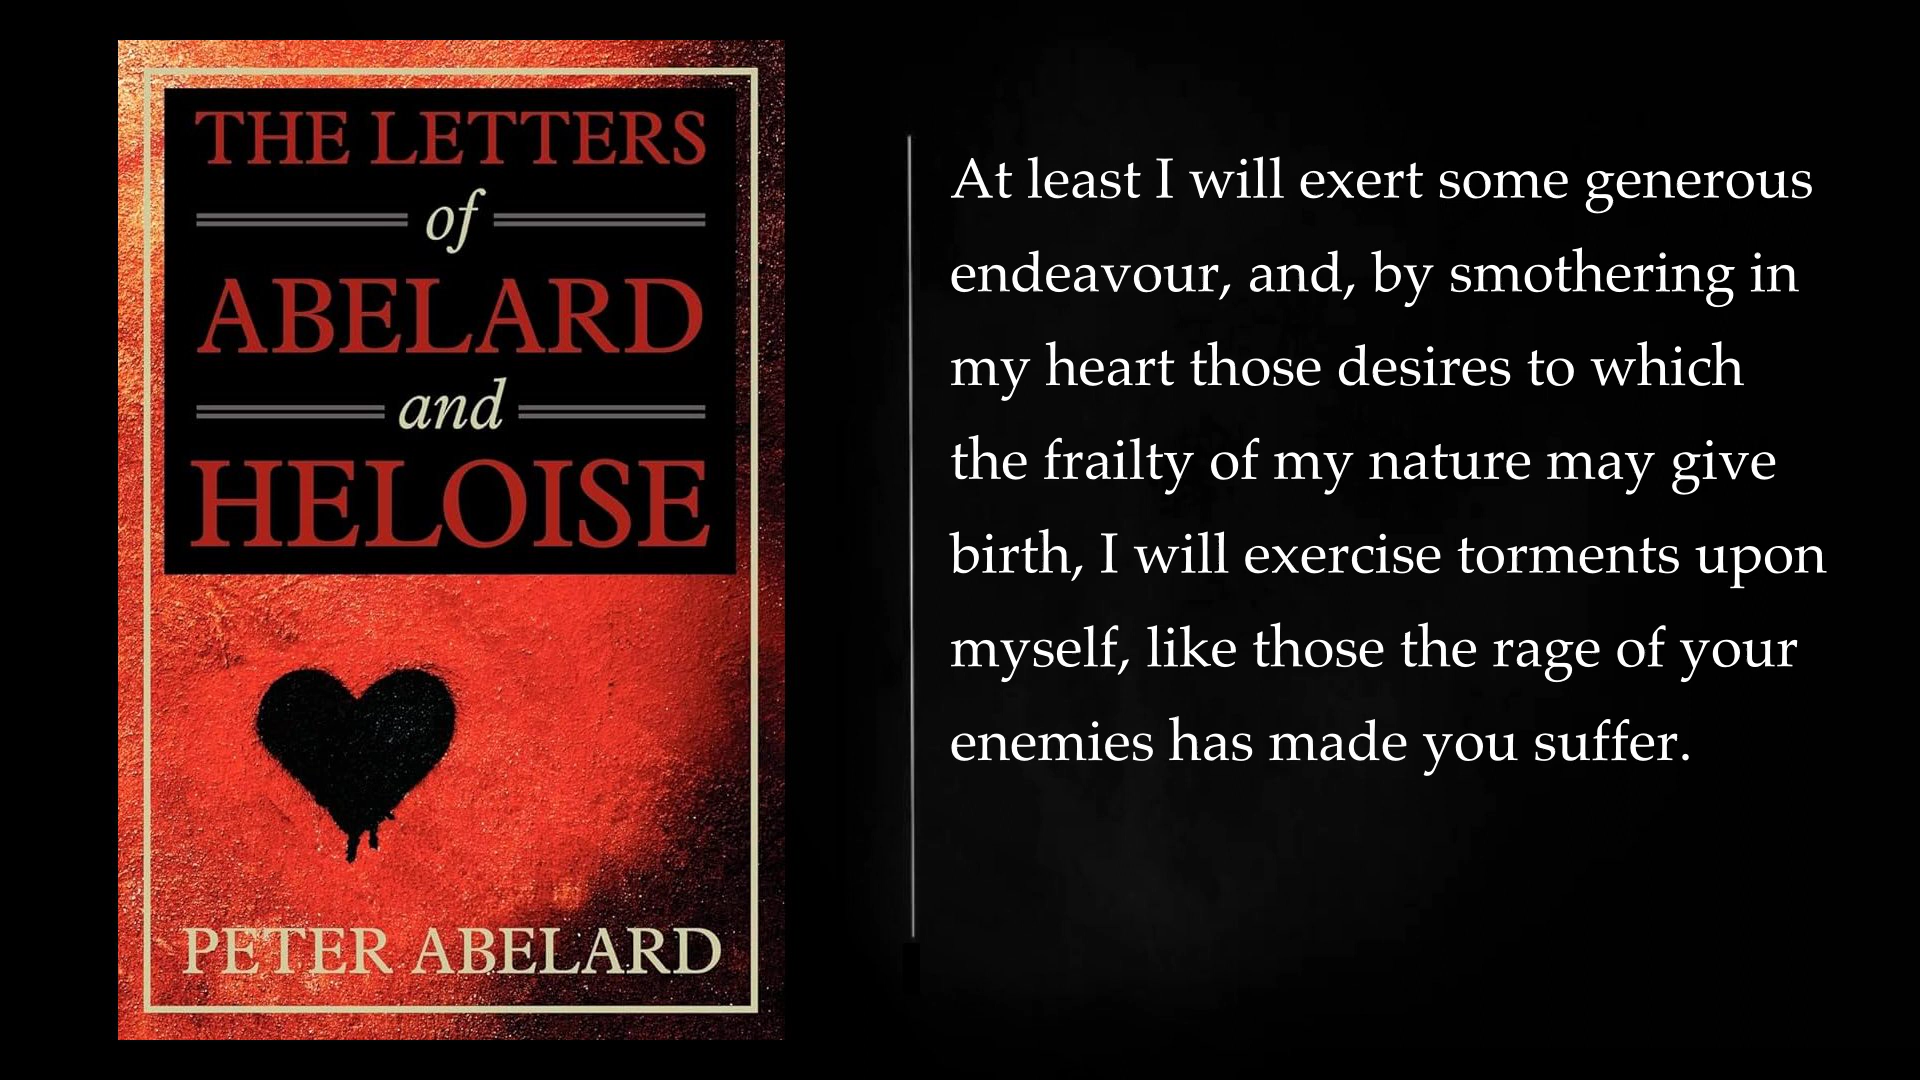 THE LETTERS
of
ABELARD
and
HELOISE
PETER ABELARD
At least I will exert some generous
endeavour, and, by smothering in
my heart those desires to which
the frailty of my nature may give
birth, I will exercise torments upon
myself, like those the rage of your
enemies has made you suffer.